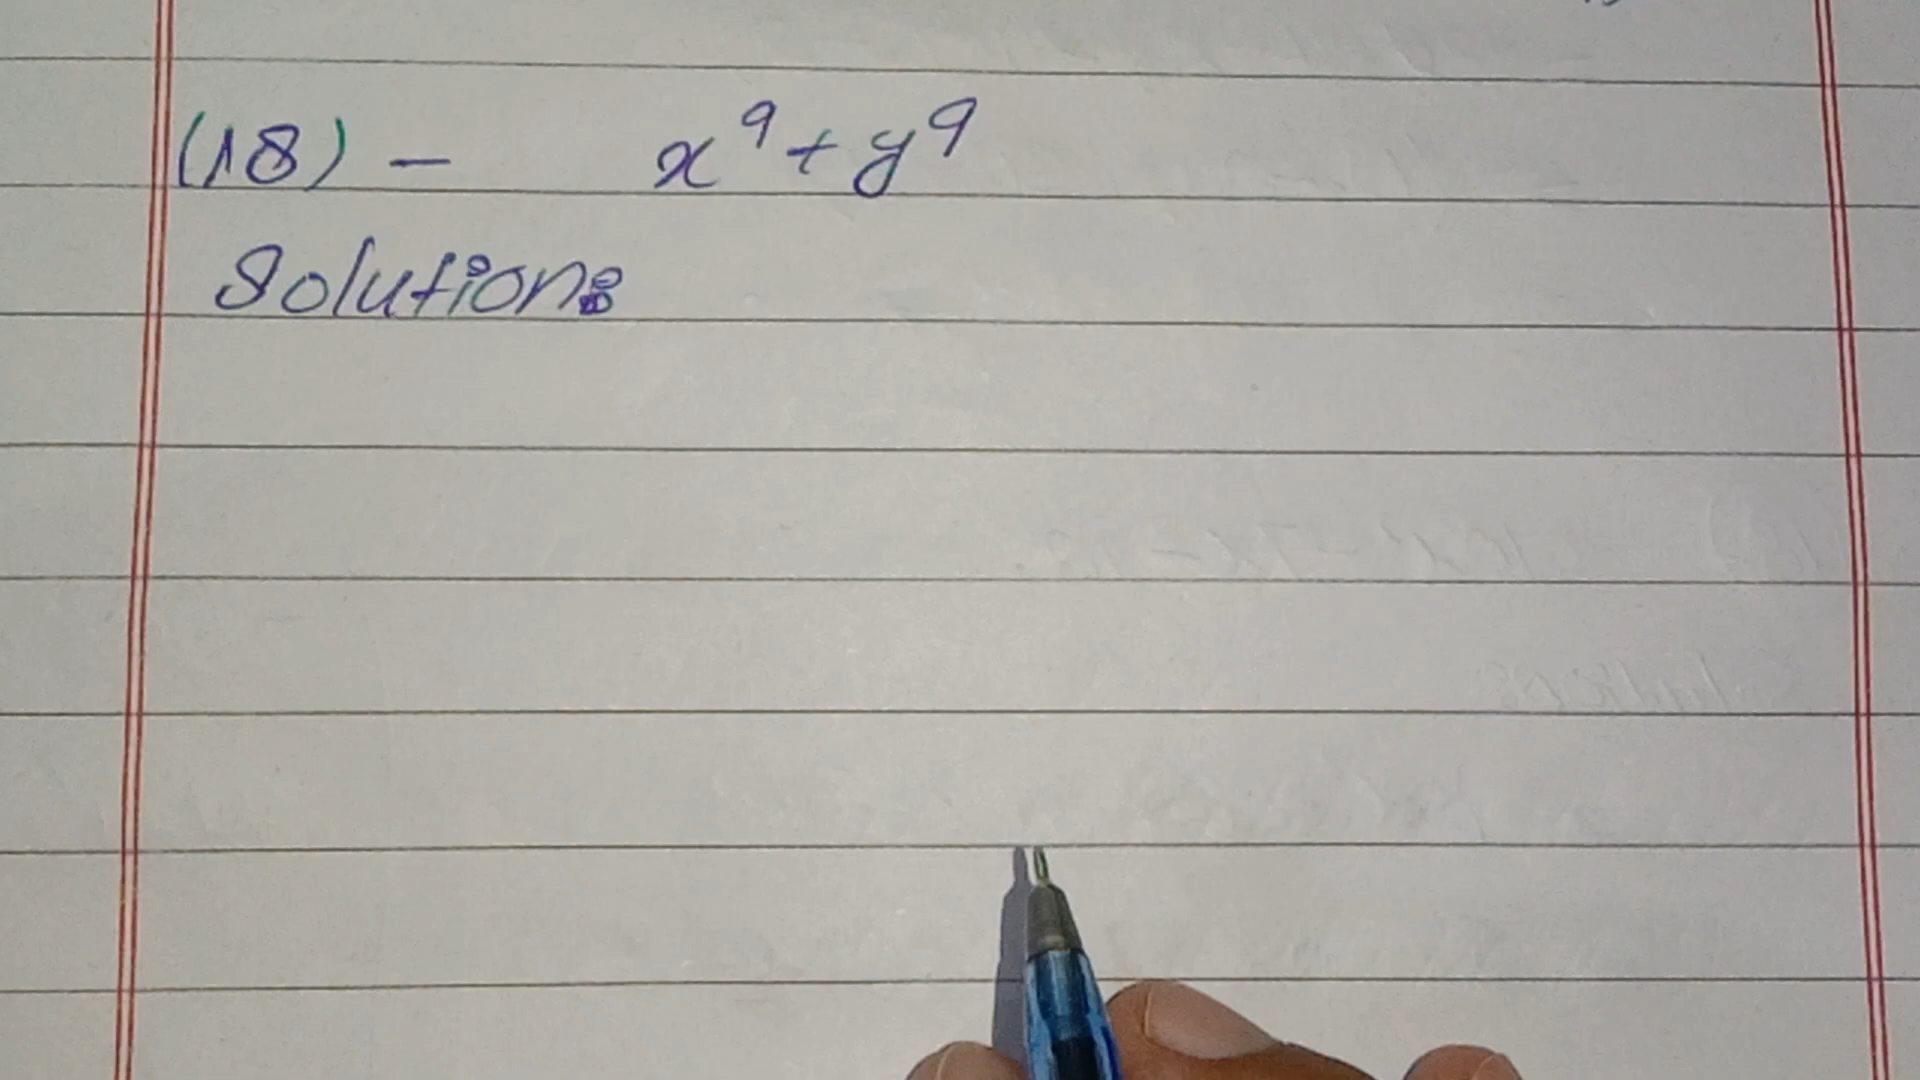 (18) - x⁹ + y⁹
Solution: